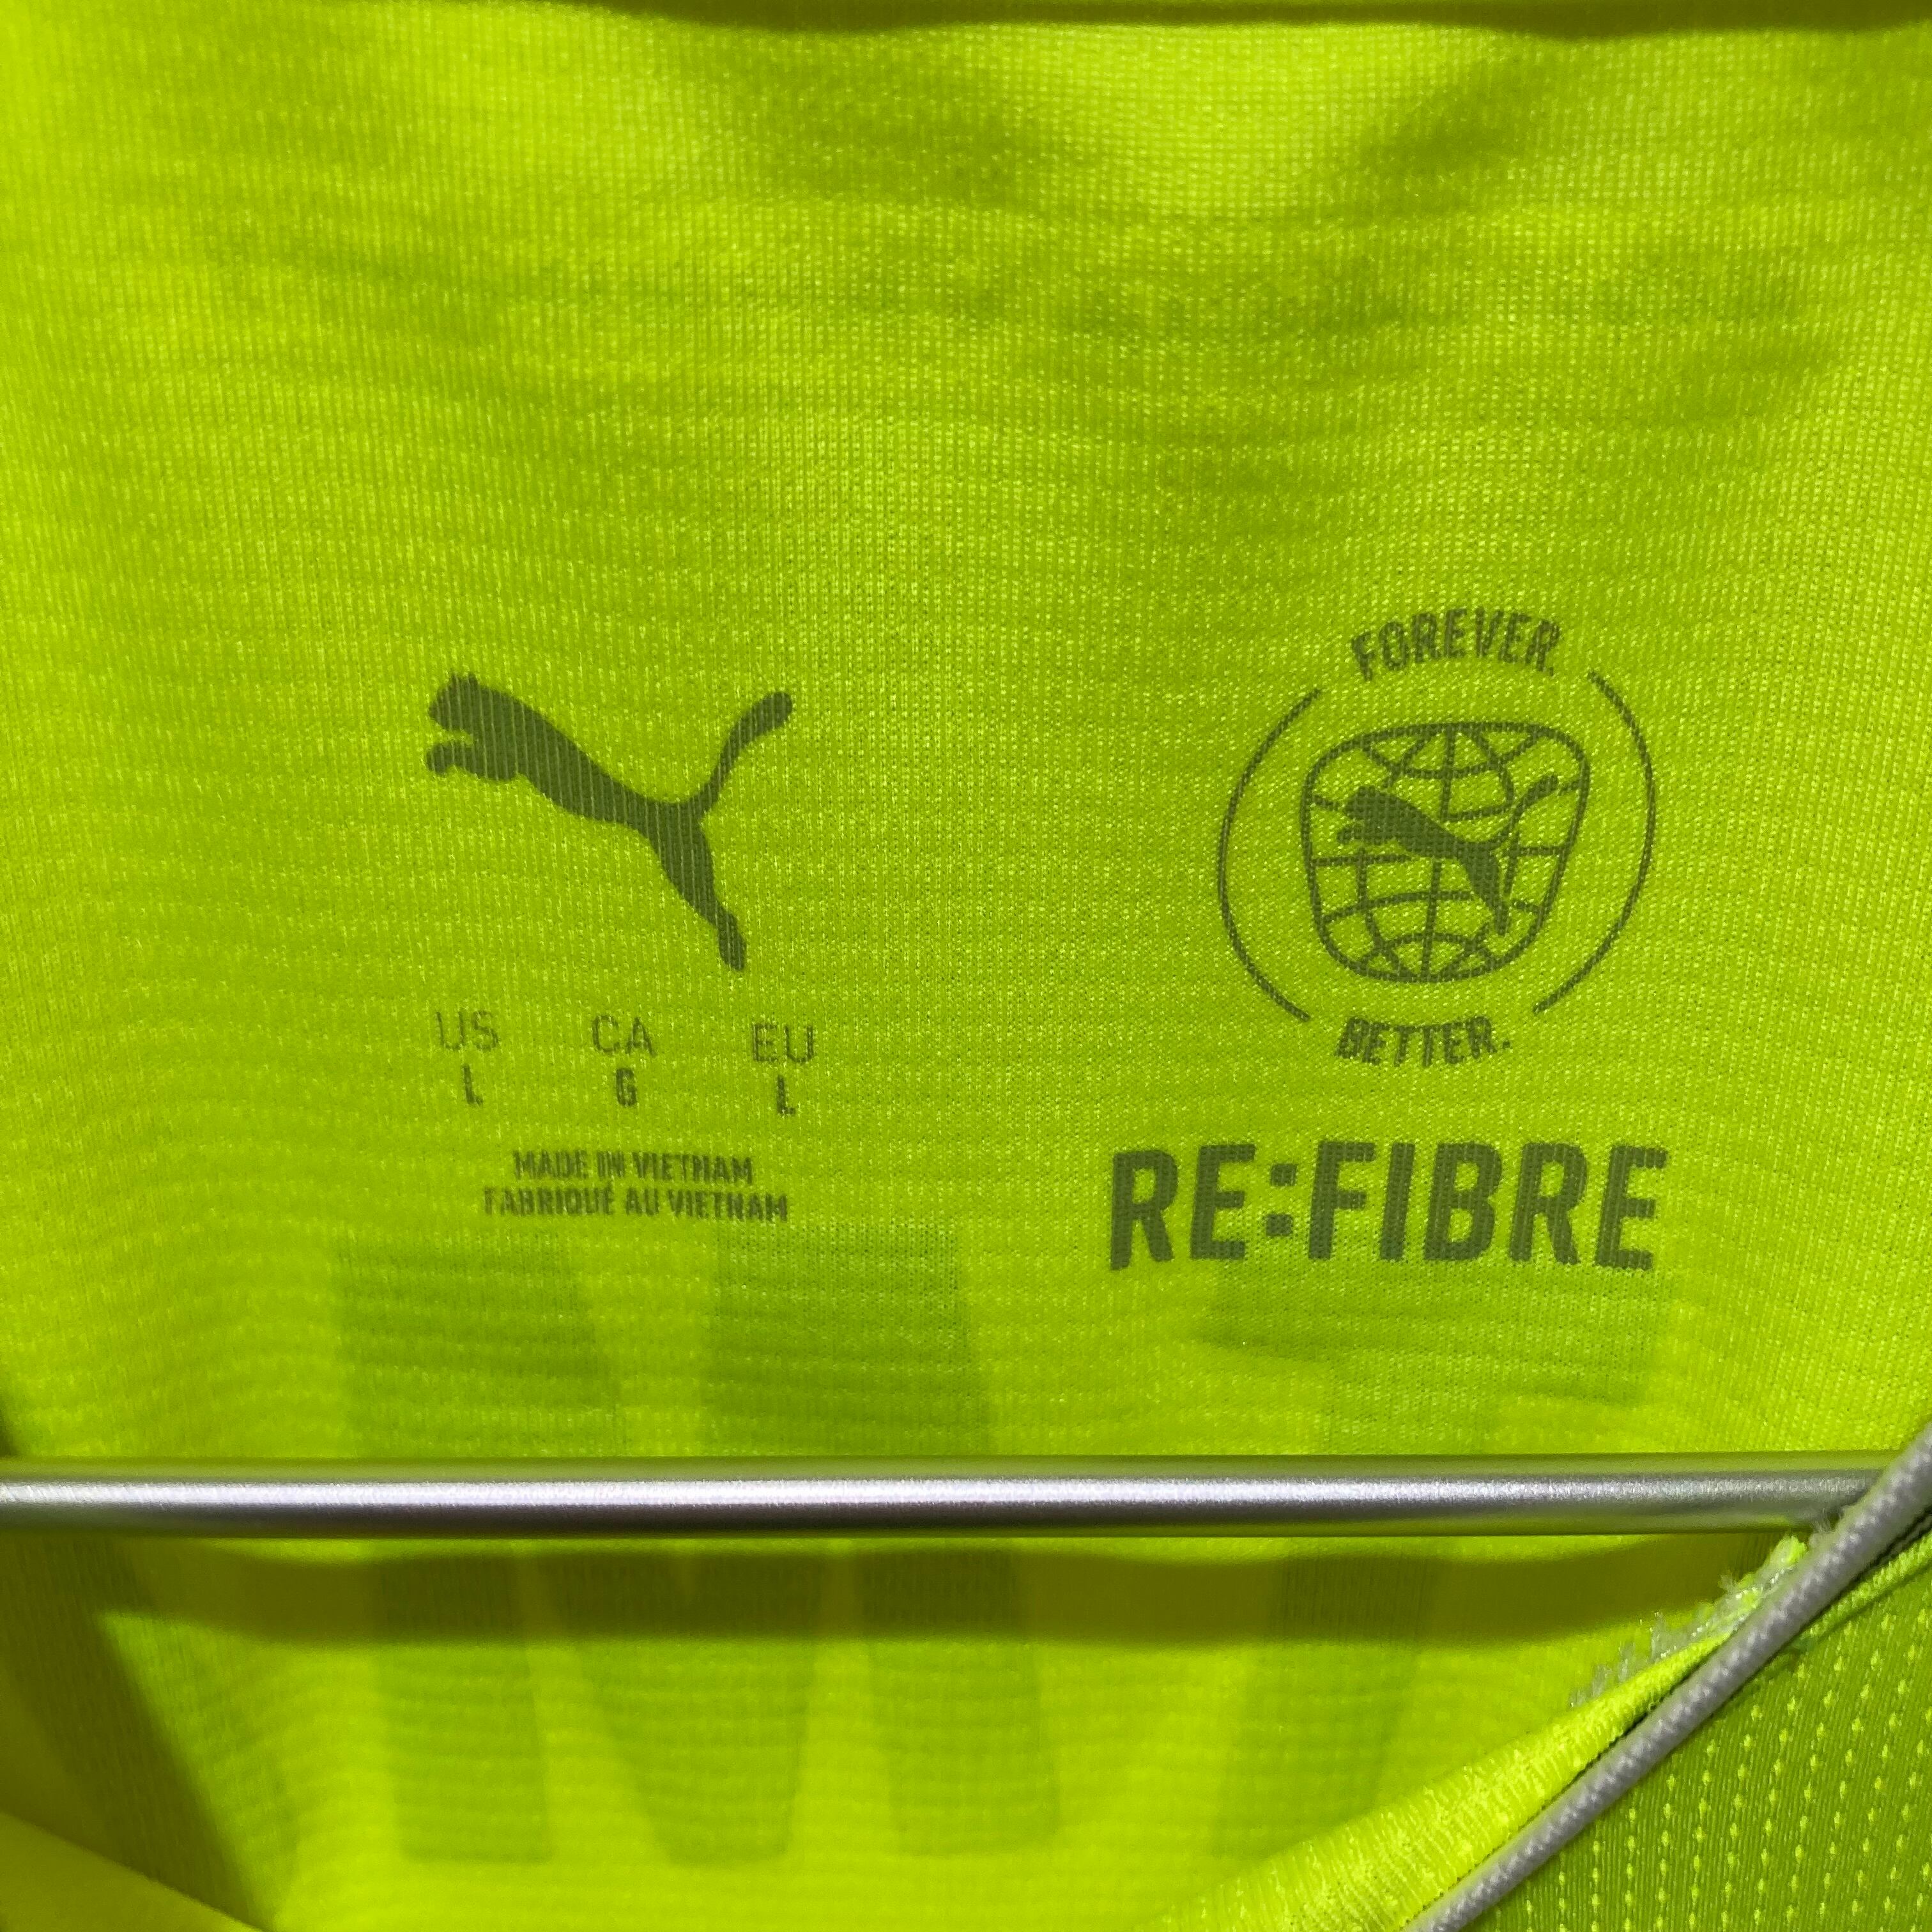 US CA EU
L G L
MADE IN VIETNAM
FABRIQUÉ AU VIETNAM
FOREVER.
BETTER.
RE:FIBRE